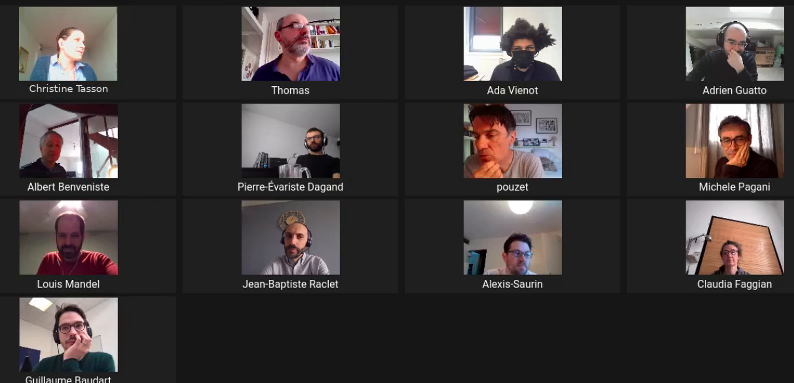 Christine Tasson
Thomas
Ada Vienot
Adrien Guatto
Albert Benveniste
Pierre-Évariste Dagand
pouzet
Michele Pagani
Louis Mandel
Jean-Baptiste Raclet
Alexis-Saurin
Claudia Faggian
Guillaume Baudart